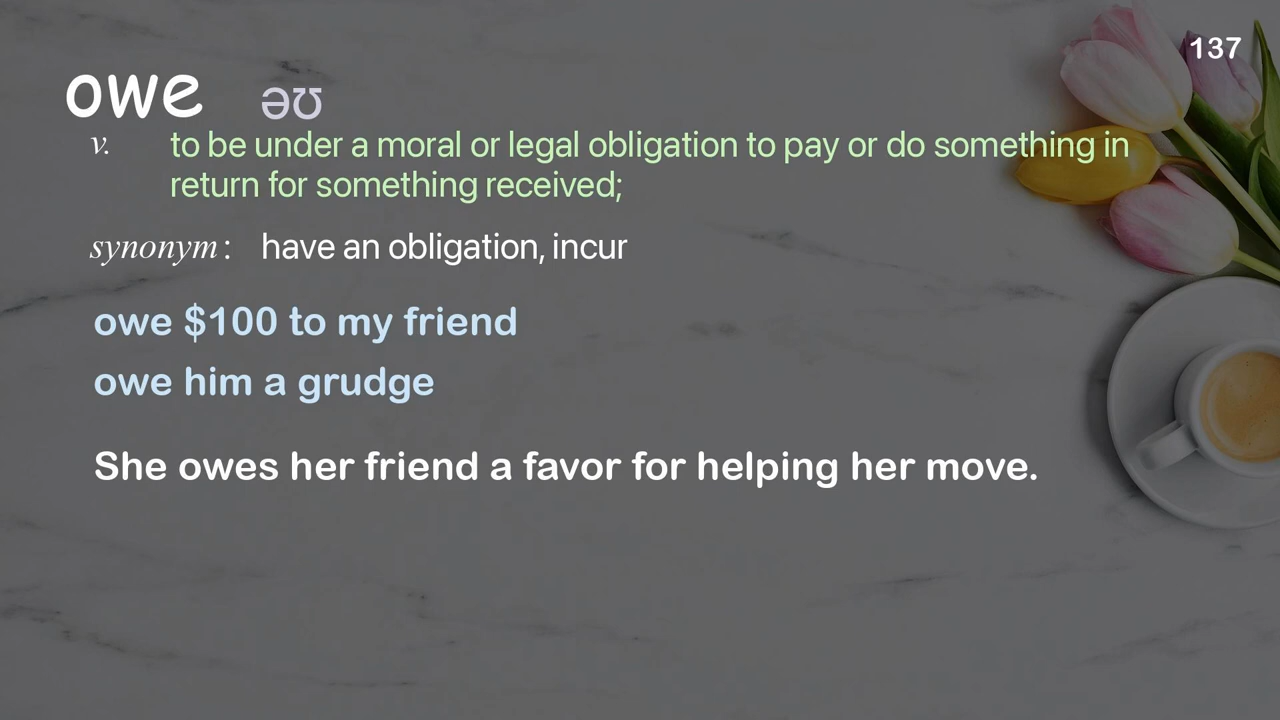 137
owe əʊ
v. to be under a moral or legal obligation to pay or do something in
return for something received;
synonym : have an obligation, incur
owe $100 to my friend
owe him a grudge
She owes her friend a favor for helping her move.